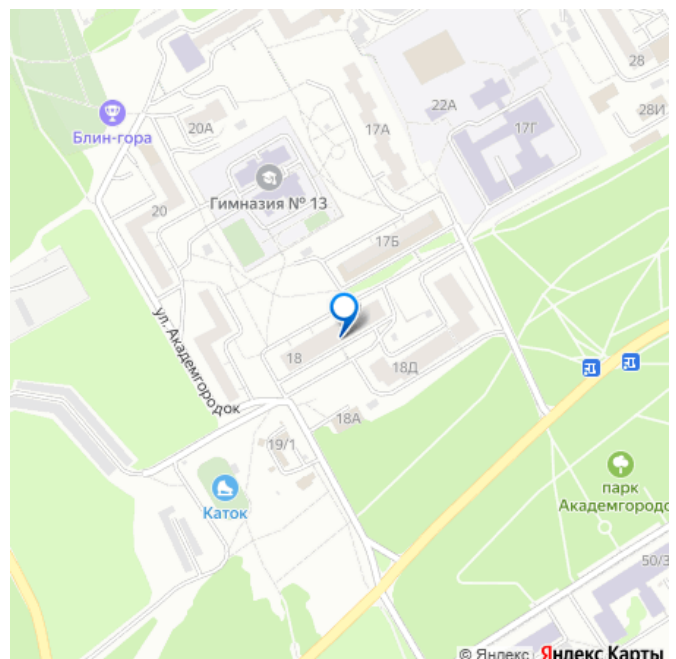 28
28И
22А
17А
17Г
20А
Блин-гора
Гимназия № 13
20
17Б
ул. Академгородок
18
18Д
18А
19/1
Каток
парк
Академгородо
50/3
© Яндекс Яндекс Карты